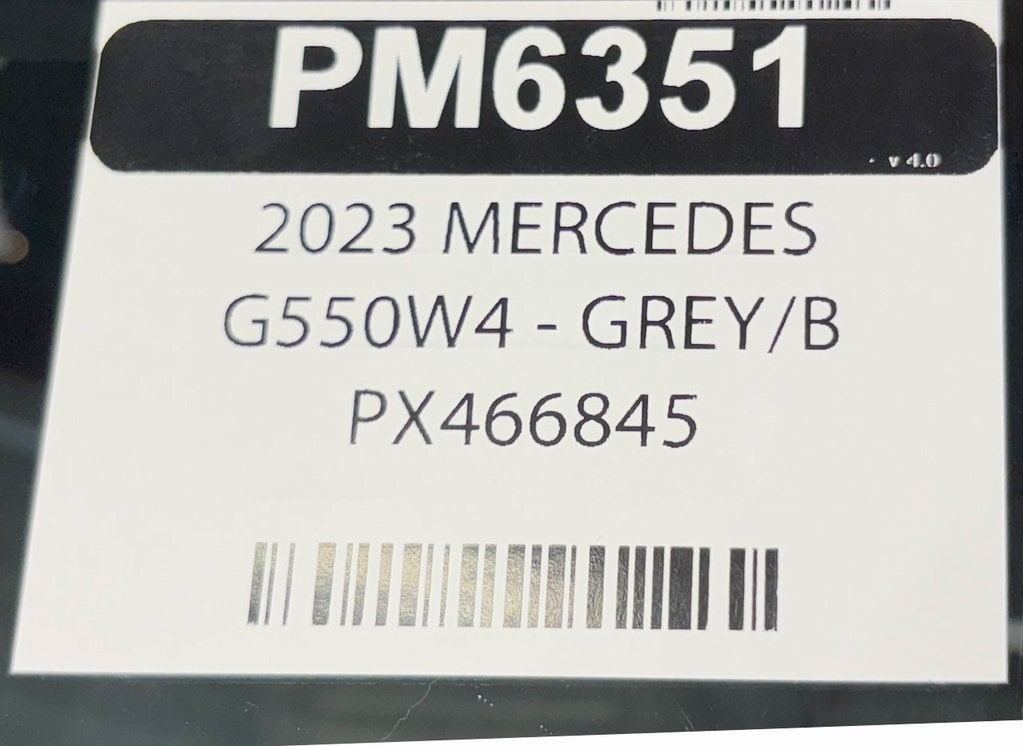 PM6351
v 4.0
2023 MERCEDES
G550W4 - GREY/B
PX466845